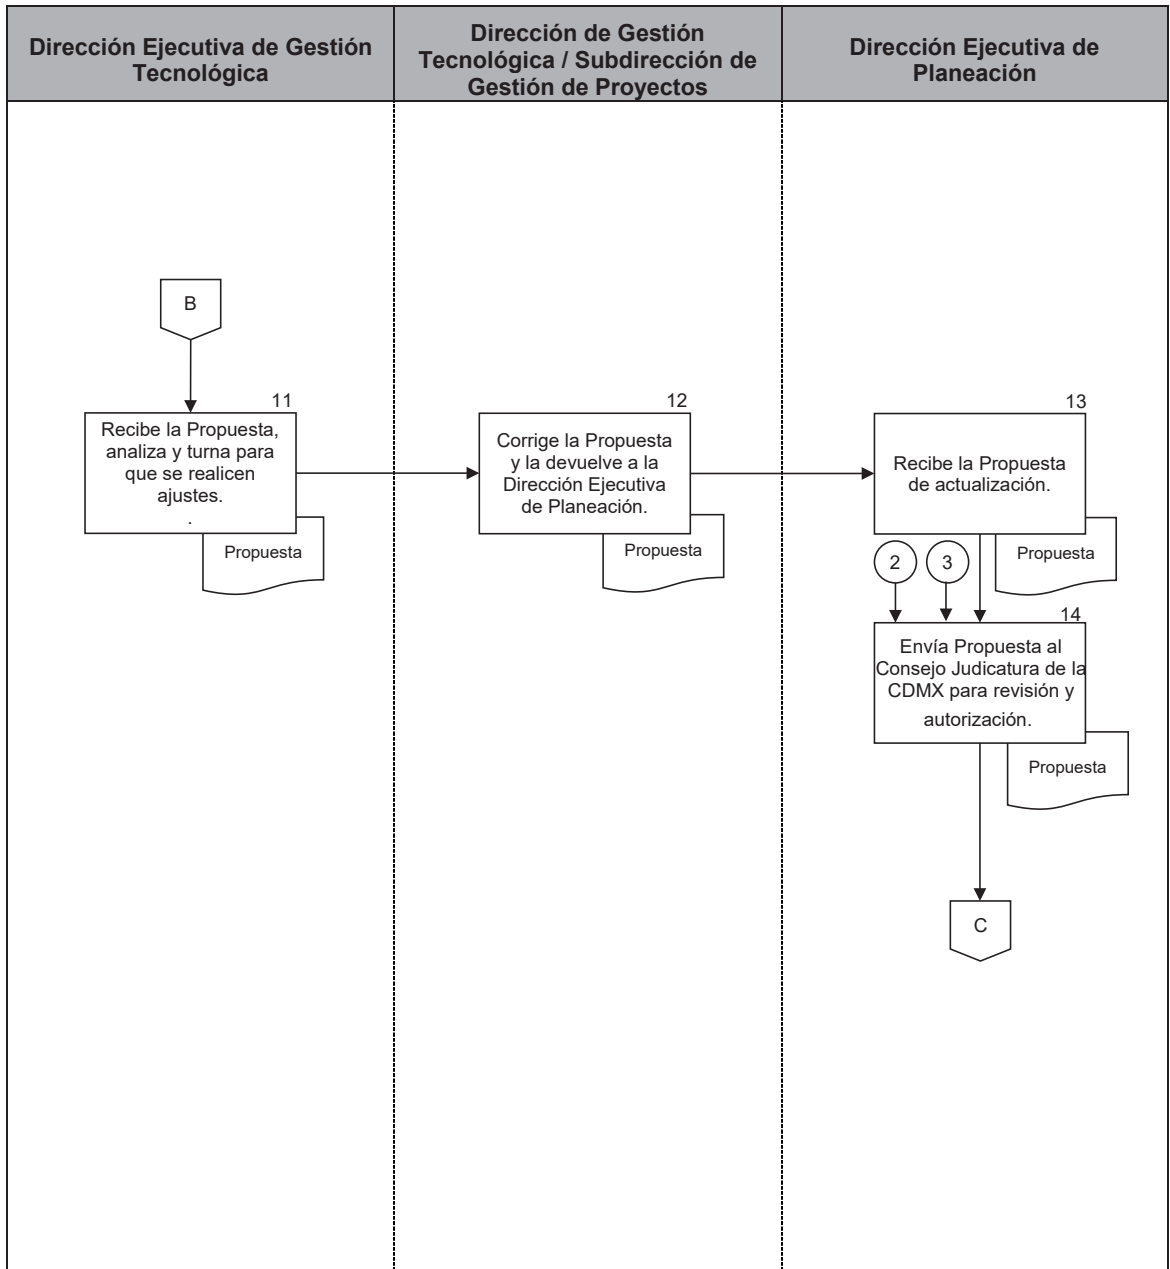 Dirección Ejecutiva de Gestión
Tecnológica
Dirección de Gestión
Tecnológica / Subdirección de
Gestión de Proyectos
Dirección Ejecutiva de
Planeación
B
11
Recibe la Propuesta,
analiza y turna para
que se realicen
ajustes.
.
Propuesta
12
Corrige la Propuesta
y la devuelve a la
Dirección Ejecutiva
de Planeación.
Propuesta
13
Recibe la Propuesta
de actualización.
Propuesta
2
3
14
Envía Propuesta al
Consejo Judicatura de la
CDMX para revisión y
autorización.
Propuesta
C